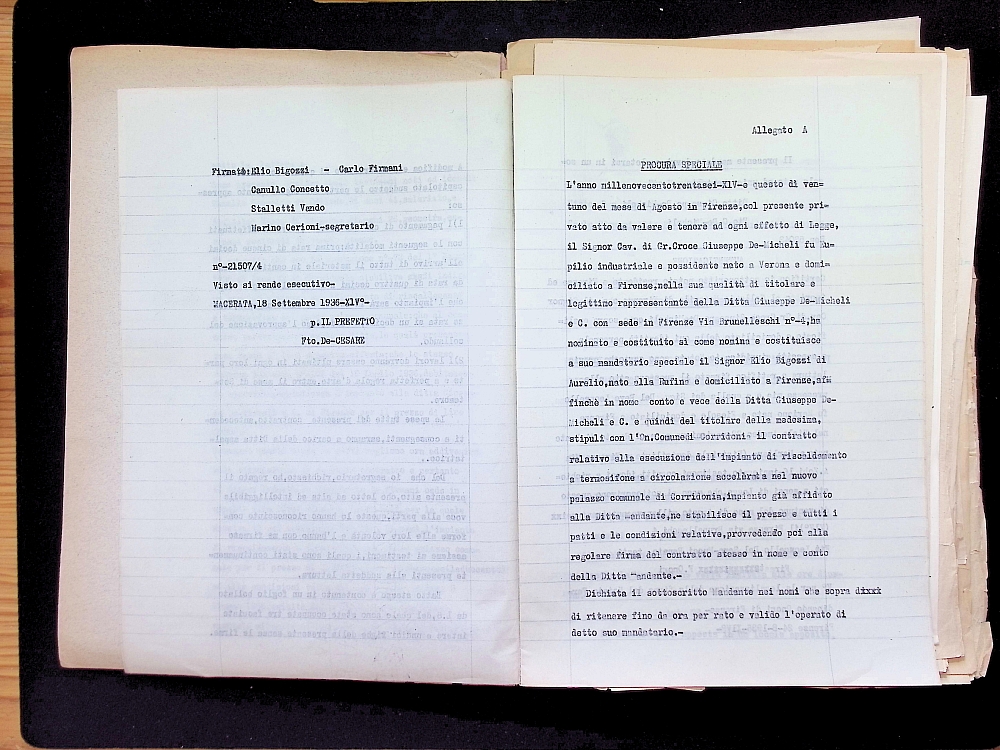 Firmatò:Elio Bigozzi - Carlo Firmani
Canullo Concetto
Stalletti Vando
Marino Cerioni-segretario
n°-21507/4
Visto si rende esecutivo-
MACERATA,18 Settembre 1936-XIV°-
p.IL PREFETTO
Fto.De-CESARE
Allegato A
PROCURA SPECIALE
L'anno millenovecentotrentasei-XIV-e questo dì ven=
tuno del mese di Agosto in Firenze,col presente pri=
vato atto da valere e tenere ad ogni effetto di Legge,
il Signor Cav. di Gr.Croce Giuseppe De-Micheli fu Ru=
pilio industriale e possidente nato a Verona e domi=
ciliato a Firenze,nella sua qualità di titolare e
legittimo rappresentante della Ditta Giuseppe De-Micheli
e C. con sede in Firenze Via Brunelleschi n°-4,ha
nominato e costituito sì come nomina e costituisce
a suo mandatario speciale il Signor Elio Bigozzi di
Aurelio,nato alla Rufina e domiciliato a Firenze,
finchè in nome conto e vece della Ditta Giuseppe De-
Micheli e C. e quindi del titolare della medesima,
stipuli con l'On.Comunedi Corridonia il contratto
relativo alla esecuzione dell'impianto di riscaldamento
a termosifone a circolazione accelerata nel nuovo
palazzo comunale di Corridonia,impianto già affidato
alla Ditta mandante,ne stabilisce il prezzo e tutti i
patti e le condizioni relative,provvedendo poi alla
regolare firma del contratto stesso in nome e conto
della Ditta mandante.-
Dichiata il sottoscritto Mandante nei nomi che sopra dixxx
di ritenere fino da ora per rato e valido l'operato di
detto suo mandatario.-